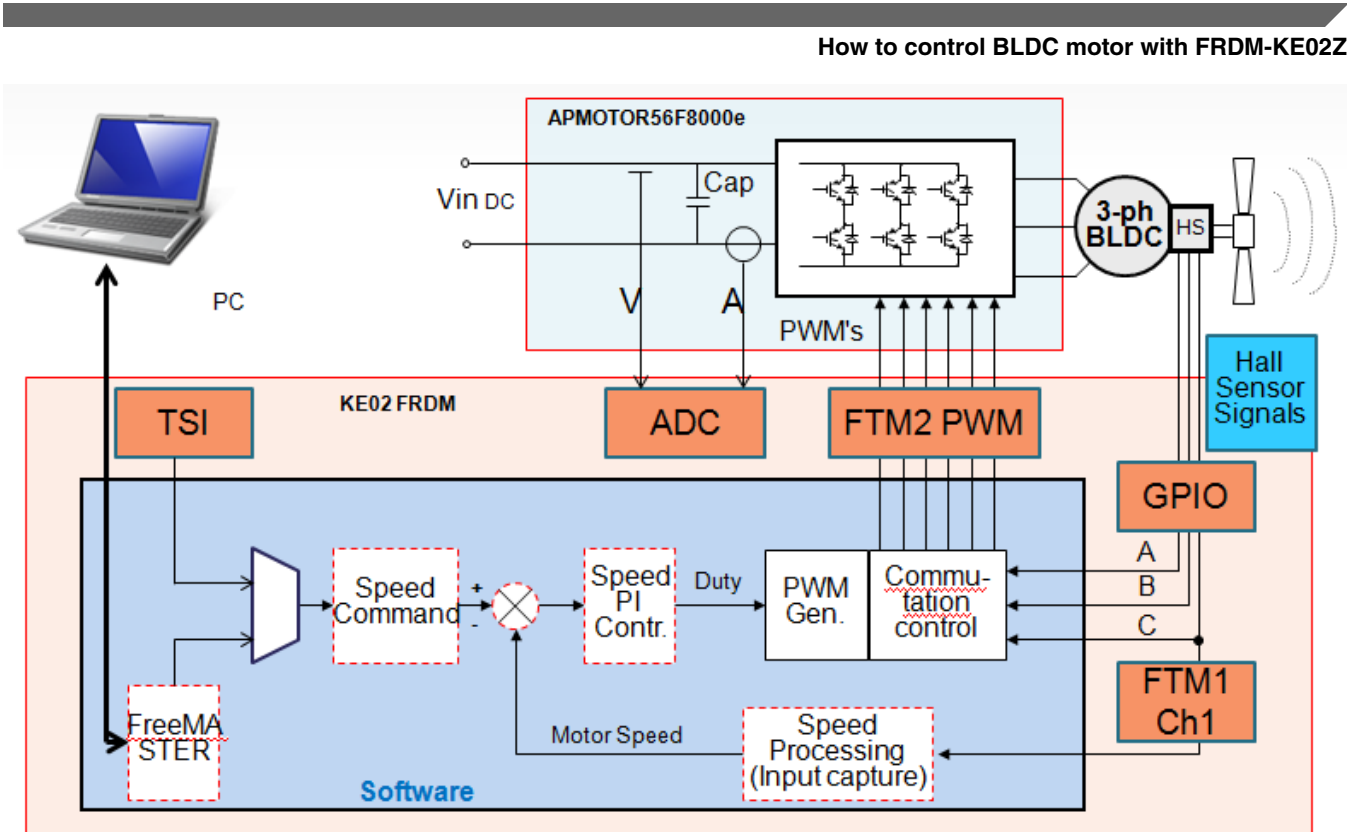 How to control BLDC motor with FRDM-KE02Z
APMOTOR56F8000e
Vin DC
Cap
3-ph
BLDC
HS
PC
V
A
PWM's
Hall
Sensor
Signals
KE02 FRDM
TSI
ADC
FTM2 PWM
GPIO
Speed
Command
+
-
Speed
PI
Contr.
Duty
PWM
Gen.
Commu-
tation
control
A
B
C
FreeMA
STER
Motor Speed
Speed
Processing
(Input capture)
FTM1
Ch1
Software